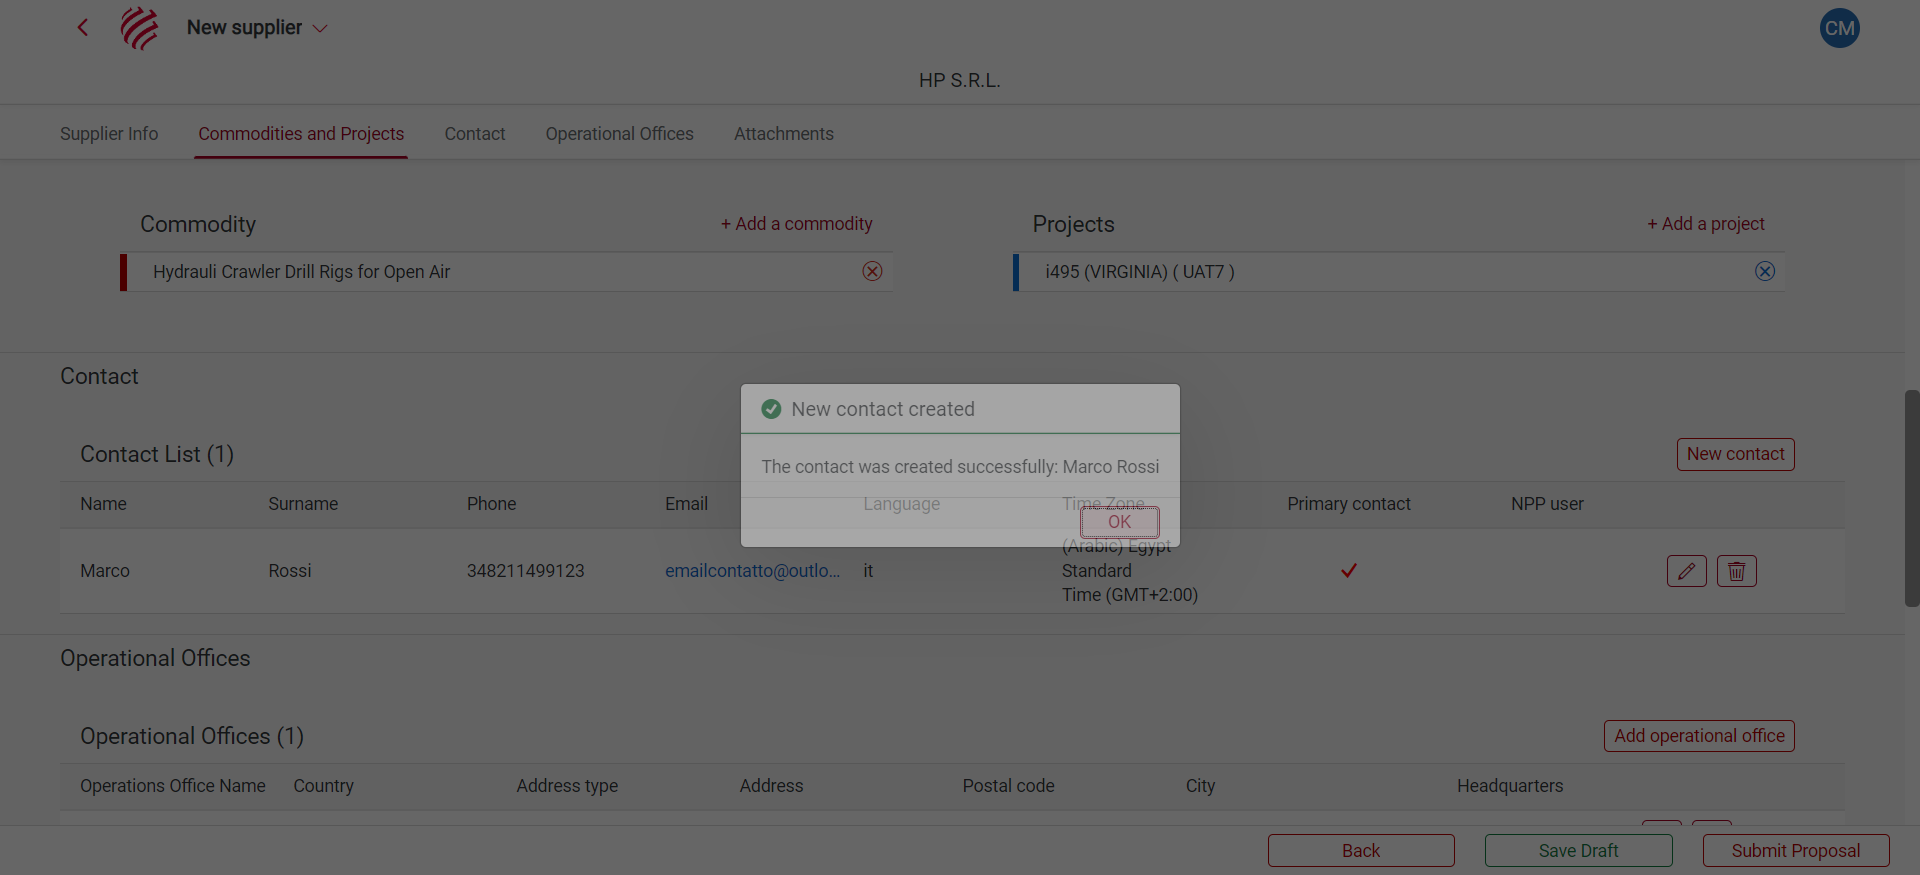 New supplier
CM
HP S.R.L.
Supplier Info Commodities and Projects Contact Operational Offices Attachments
Commodity + Add a commodity Projects + Add a project
Hydrauli Crawler Drill Rigs for Open Air i495 (VIRGINIA) ( UAT7 )
Contact
New contact created
Contact List (1) New contact
The contact was created successfully: Marco Rossi
Name Surname Phone Email Language Time Zone Primary contact NPP user
OK
Marco Rossi 348211499123 emailcontatto@outlo... it (Arabic) Egypt
Standard
Time (GMT+2:00)
Operational Offices
Operational Offices (1) Add operational office
Operations Office Name Country Address type Address Postal code City Headquarters
Back Save Draft Submit Proposal